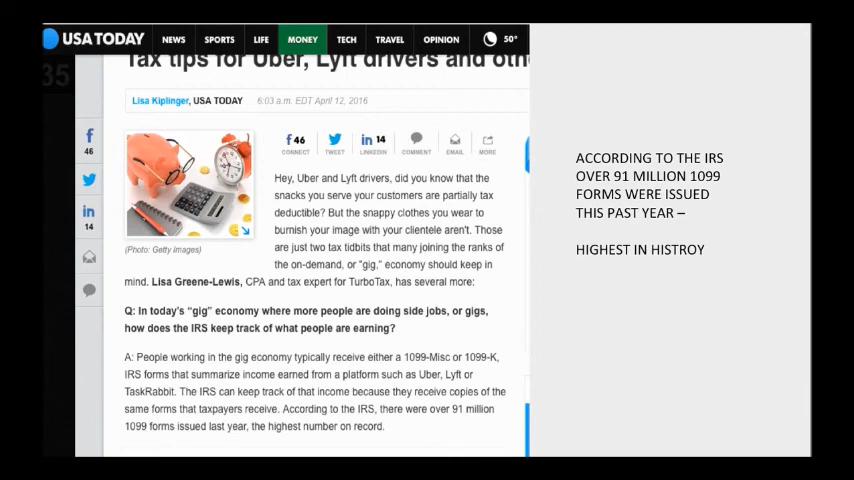 USA TODAY NEWS SPORTS LIFE MONEY TECH TRAVEL OPINION 50°
35
Tax tips for Uber, Lyft drivers and
Lisa Kiplinger, USA TODAY 6:03 a.m. EDT April 12, 2016
f 46 in 14
CONNECT TWEET LINKEDIN COMMENT EMAIL MORE
f
46
in
14
(Photo: Getty Images)
Hey, Uber and Lyft drivers, did you know that the
snacks you serve your customers are partially tax
deductible? But the snappy clothes you wear to
burnish your image with your clientele aren't. Those
are just two tax tidbits that many joining the ranks of
the on-demand, or "gig," economy should keep in
mind. Lisa Greene-Lewis, CPA and tax expert for TurboTax, has several more:
Q: In today's "gig" economy where more people are doing side jobs, or gigs,
how does the IRS keep track of what people are earning?
A: People working in the gig economy typically receive either a 1099-Misc or 1099-K,
IRS forms that summarize income earned from a platform such as Uber, Lyft or
TaskRabbit. The IRS can keep track of that income because they receive copies of the
same forms that taxpayers receive. According to the IRS, there were over 91 million
1099 forms issued last year, the highest number on record.
ACCORDING TO THE IRS
OVER 91 MILLION 1099
FORMS WERE ISSUED
THIS PAST YEAR –
HIGHEST IN HISTROY